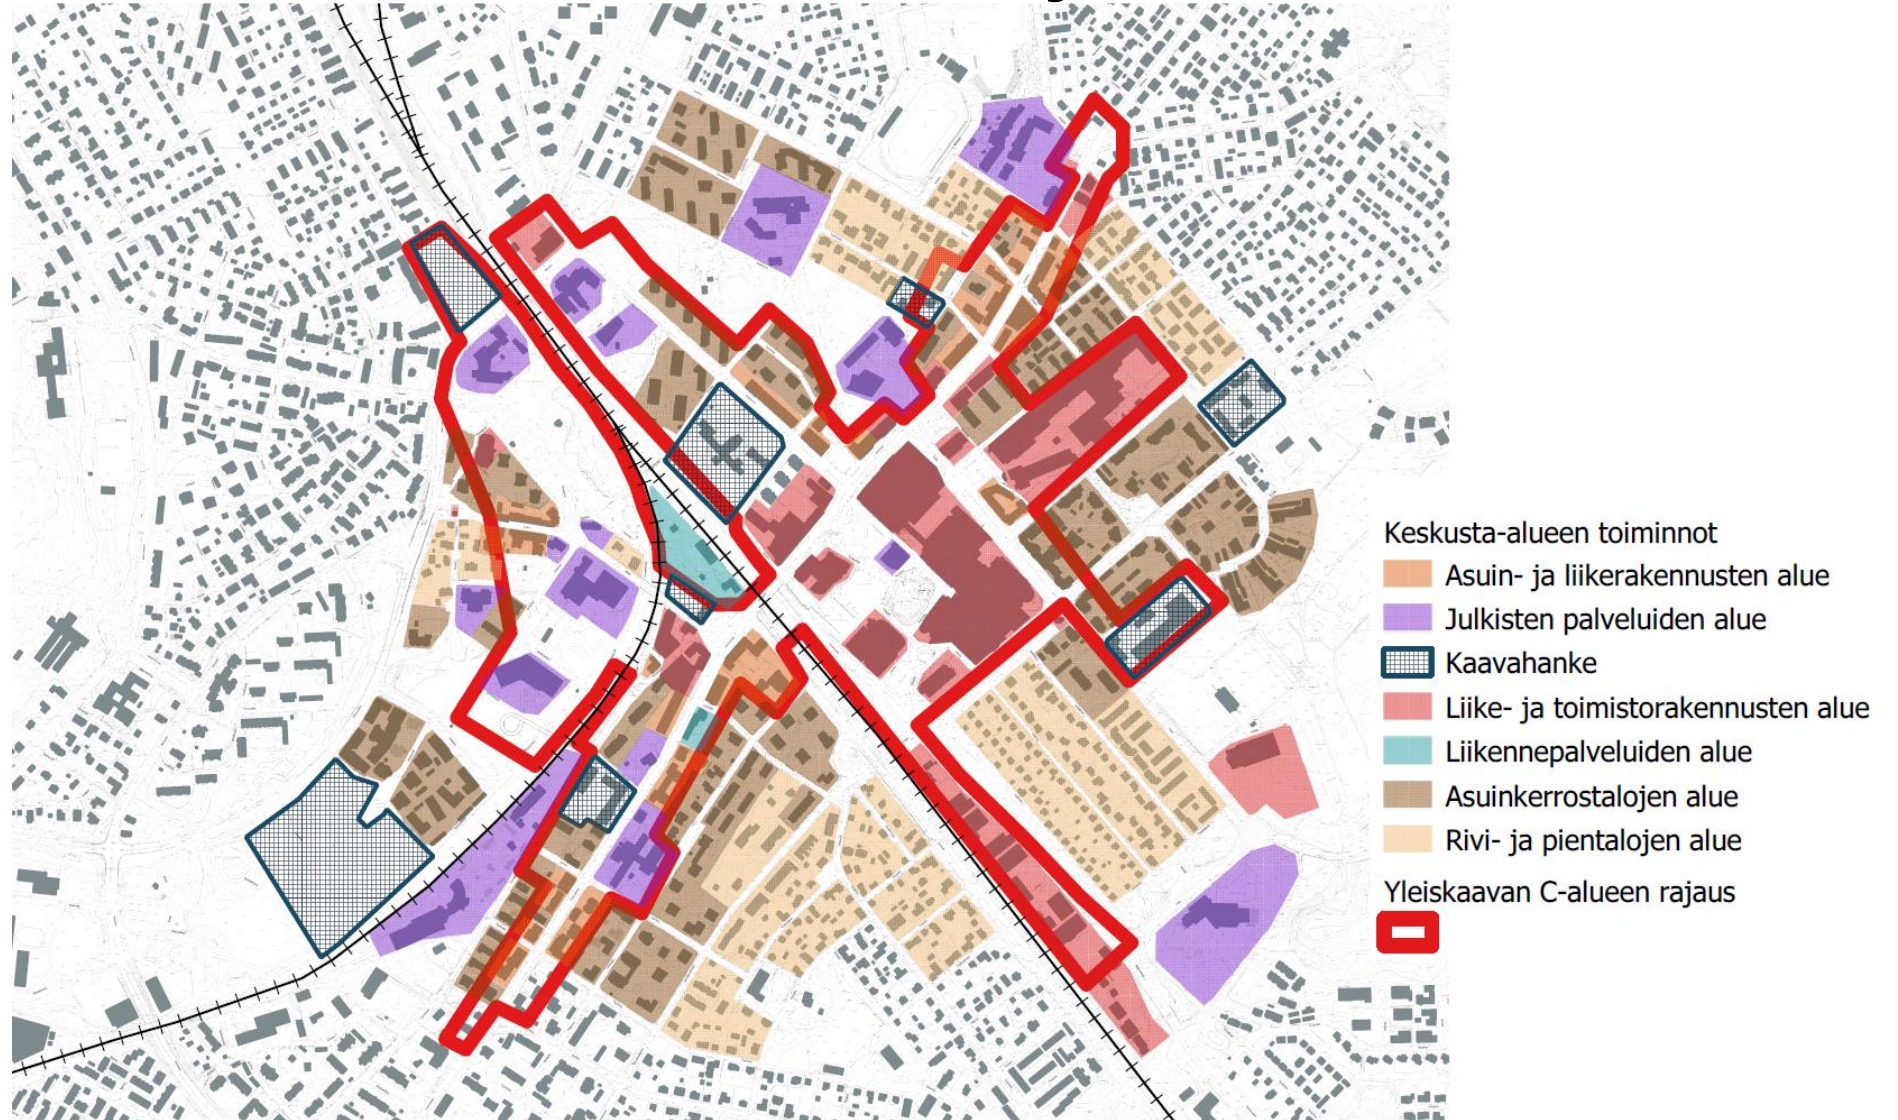 Keskusta-alueen toiminnot
Asuin- ja liikerakennusten alue
Julkisten palveluiden alue
Kaavahanke
Liike- ja toimistorakennusten alue
Liikennepalveluiden alue
Asuinkerrostalojen alue
Rivi- ja pientalojen alue
Yleiskaavan C-alueen rajaus